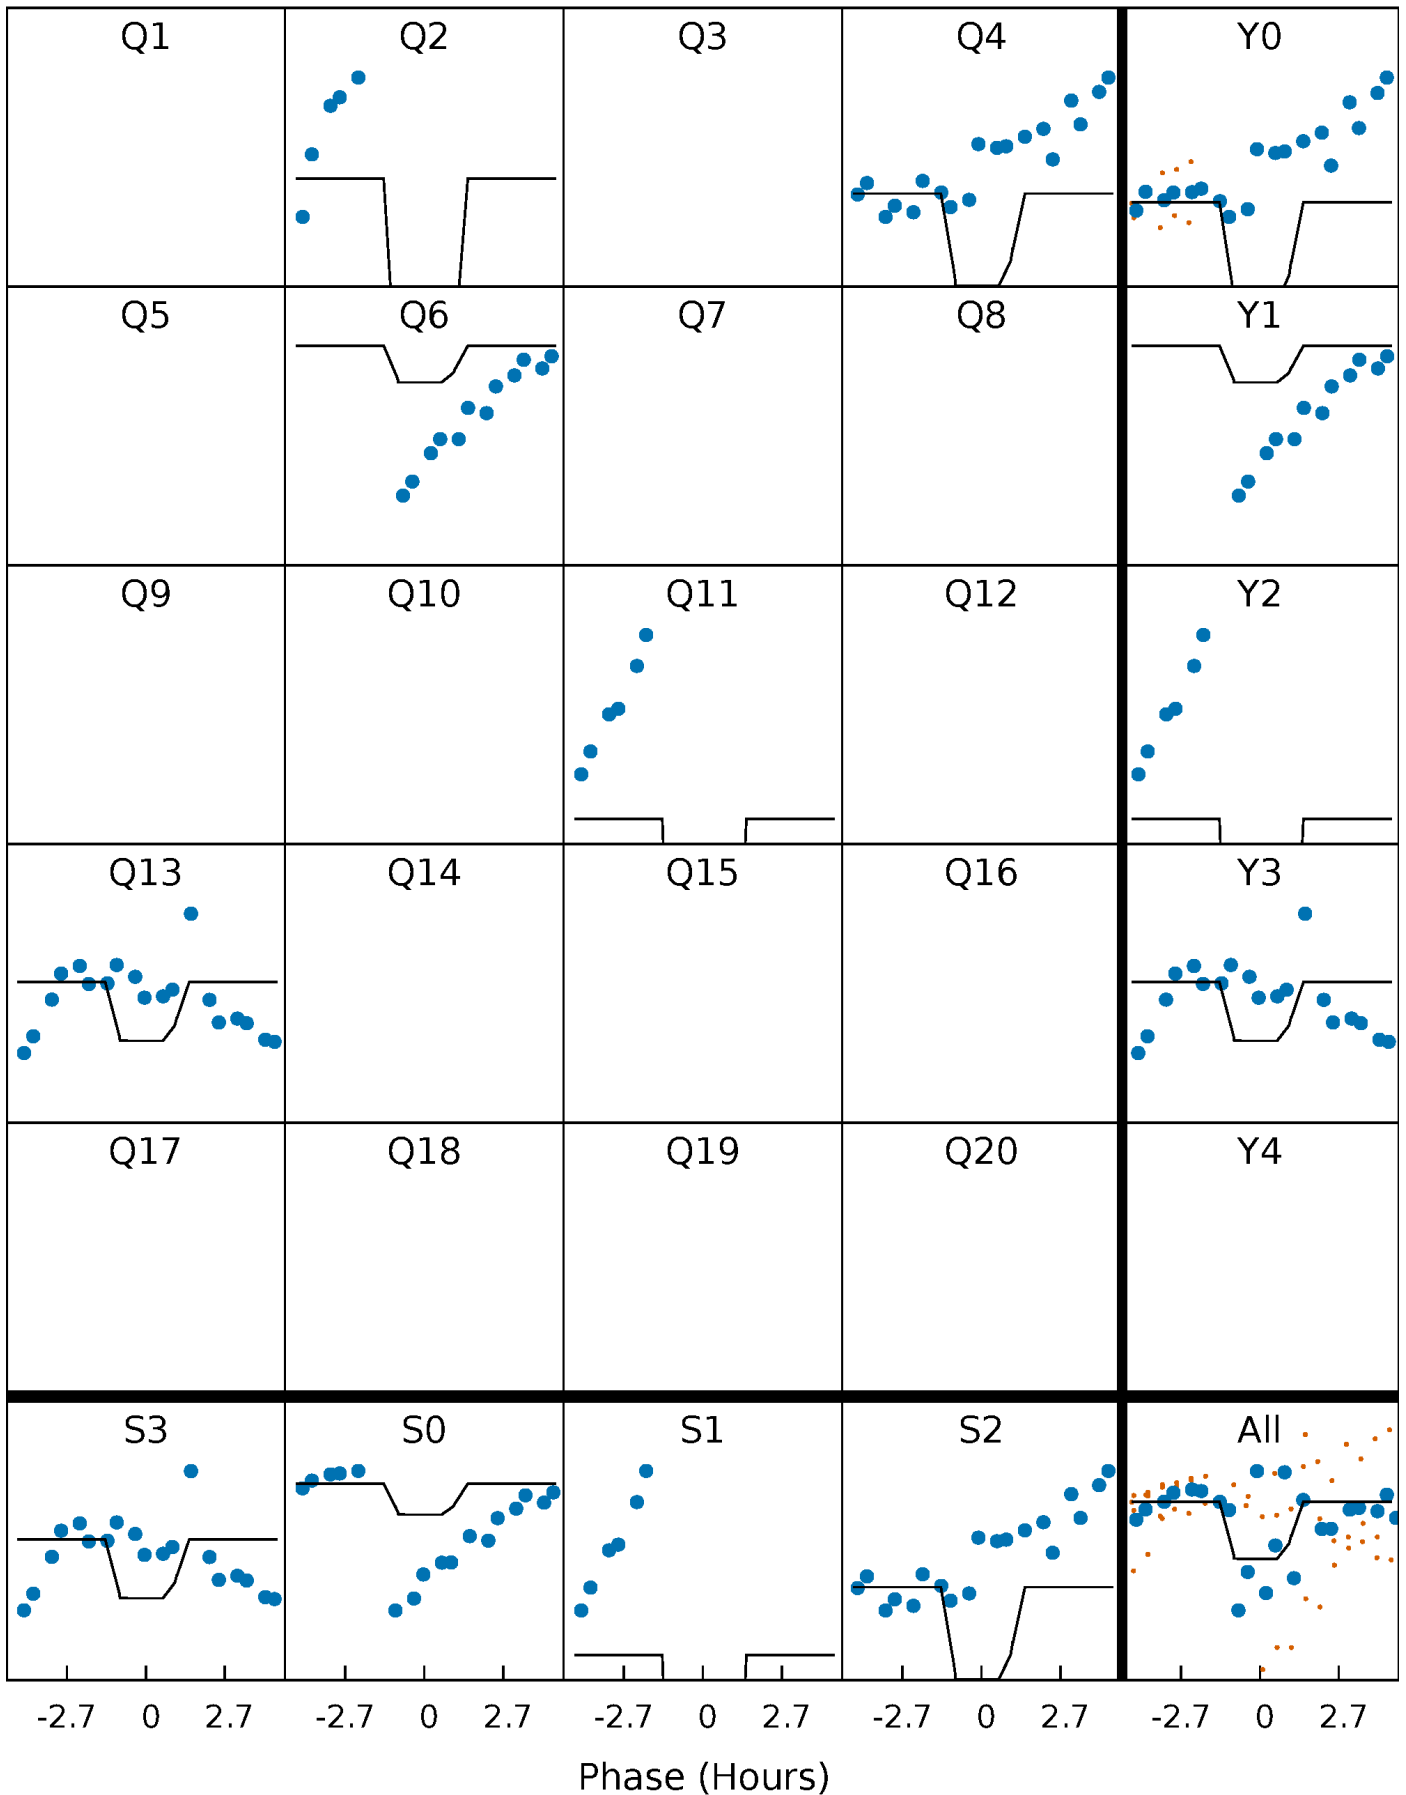 Q1 Q2 Q3 Q4 Y0
Q5 Q6 Q7 Q8 Y1
Q9 Q10 Q11 Q12 Y2
Q13 Q14 Q15 Q16 Y3
Q17 Q18 Q19 Q20 Y4
S3 S0 S1 S2 All
-2.7 0 2.7 -2.7 0 2.7 -2.7 0 2.7 -2.7 0 2.7 -2.7 0 2.7
Phase (Hours)